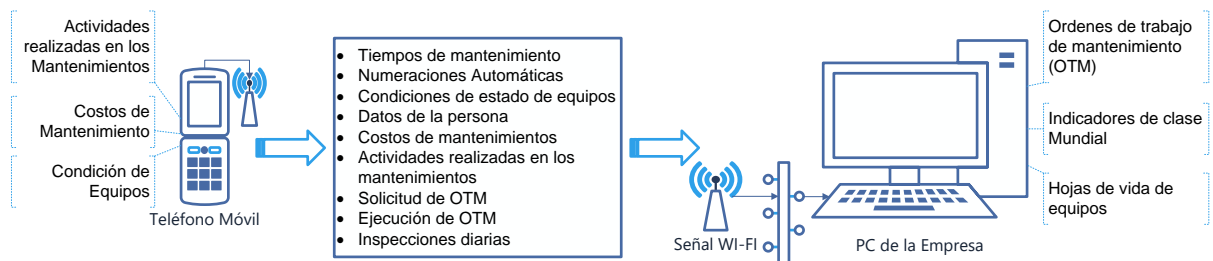 Actividades
realizadas en los
Mantenimientos
Costos de
Mantenimiento
Condición de
Equipos
Teléfono Móvil
• Tiempos de mantenimiento
• Numeraciones Automáticas
• Condiciones de estado de equipos
• Datos de la persona
• Costos de mantenimientos
• Actividades realizadas en los
mantenimientos
• Solicitud de OTM
• Ejecución de OTM
• Inspecciones diarias
Señal WI-FI
PC de la Empresa
Ordenes de trabajo
de mantenimiento
(OTM)
Indicadores de clase
Mundial
Hojas de vida de
equipos